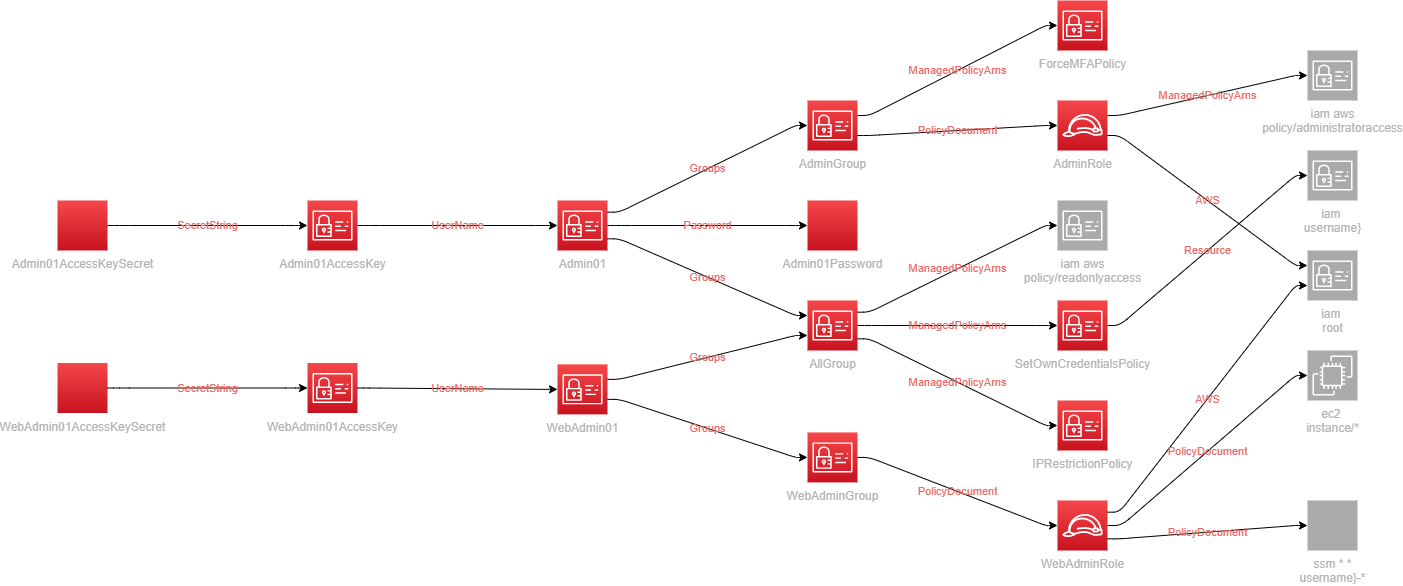 ForceMFAPolicy
ManagedPolicyArns
ManagedPolicyArns
iam aws
policy/administratoraccess
PolicyDocument
AdminGroup
AdminRole
Groups
AWS
iam
username}
SecretString
UserName
Password
Resource
Admin01AccessKeySecret
Admin01AccessKey
Admin01
Admin01Password
iam aws
policy/readonlyaccess
ManagedPolicyArns
Groups
iam
root
ManagedPolicyArns
AllGroup
SetOwnCredentialsPolicy
Groups
ManagedPolicyArns
AWS
SecretString
UserName
ec2
instance/*
WebAdmin01AccessKeySecret
WebAdmin01AccessKey
WebAdmin01
Groups
IPRestrictionPolicy
PolicyDocument
WebAdminGroup
PolicyDocument
PolicyDocument
WebAdminRole
ssm * *
username}-*